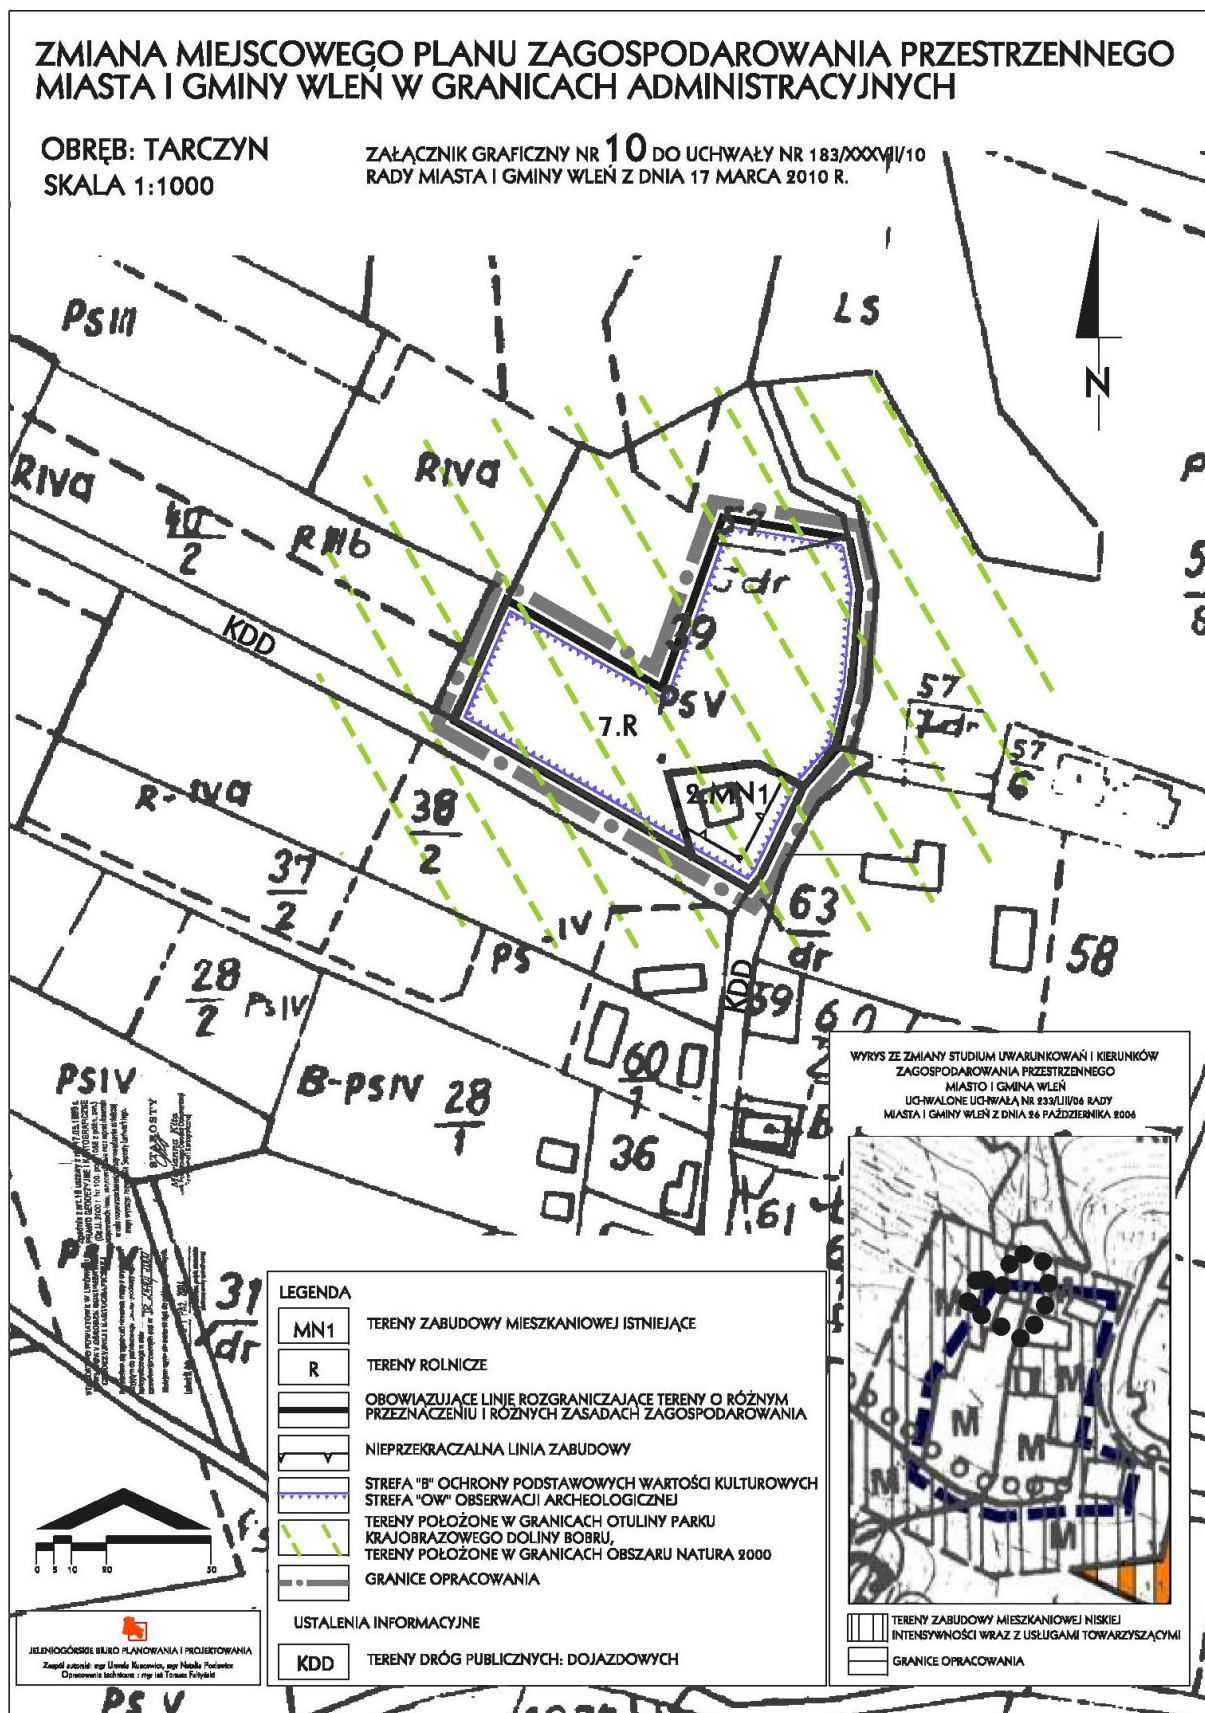 ZMIANA MIEJSCOWEGO PLANU ZAGOSPODAROWANIA PRZESTRZENNEGO
MIASTA I GMINY WLEŃ W GRANICACH ADMINISTRACYJNYCH
OBRĘB: TARCZYN
SKALA 1:1000
ZAŁĄCZNIK GRAFICZNY NR 10 DO UCHWAŁY NR 183/XXXVII/10
RADY MIASTA I GMINY WLEŃ Z DNIA 17 MARCA 2010 R.
PSIII
LS
N
RIVa
RIVa
40
2
RIIIb
57
dr
KDD
39
PSV
7.R
57
dr
57
6
2.MN1
R-IVa
38
2
37
2
63
dr
58
PS IV
28
2
PSIV
KDD
59
60
1
PSIV
B-PSIV
28
1
36
B
61
31
dr
0 5 10 20 50
PS V
STAROSTY
LEGENDA
MN1 TERENY ZABUDOWY MIESZKANIOWEJ ISTNIEJĄCE
R TERENY ROLNICZE
OBOWIĄZUJĄCE LINIE ROZGRANICZAJĄCE TERENY O RÓŻNYM
PRZEZNACZENIU I RÓŻNYCH ZASADACH ZAGOSPODAROWANIA
NIEPRZEKRACZALNA LINIA ZABUDOWY
STREFA "B" OCHRONY PODSTAWOWYCH WARTOŚCI KULTUROWYCH
STREFA "OW" OBSERWACJI ARCHEOLOGICZNEJ
TERENY POŁOŻONE W GRANICACH OTULINY PARKU
KRAJOBRAZOWEGO DOLINY BOBRU,
TERENY POŁOŻONE W GRANICACH OBSZARU NATURA 2000
GRANICE OPRACOWANIA
USTALENIA INFORMACYJNE
KDD TERENY DRÓG PUBLICZNYCH: DOJAZDOWYCH
JELENIOGÓRSKIE BIURO PLANOWANIA I PROJEKTOWANIA
WYRYS ZE ZMIANY STUDIUM UWARUNKOWAŃ I KIERUNKÓW
ZAGOSPODAROWANIA PRZESTRZENNEGO
MIASTO I GMINA WLEŃ
UCHWALONE UCHWAŁĄ NR 233/LIII/06 RADY
MIASTA I GMINY WLEŃ Z DNIA 26 PAŹDZIERNIKA 2006
M
M
M
M
M
M
M
TERENY ZABUDOWY MIESZKANIOWEJ NISKIEJ
INTENSYWNOŚCI WRAZ Z USŁUGAMI TOWARZYSZĄCYMI
GRANICE OPRACOWANIA